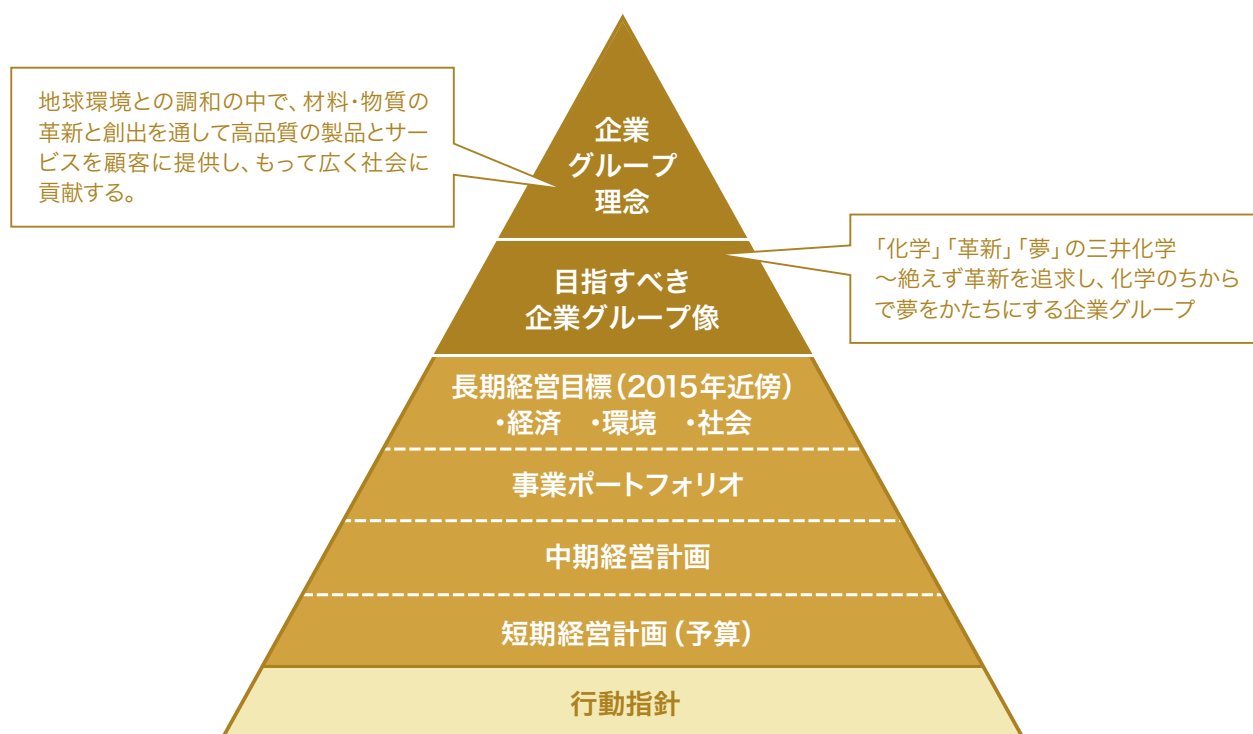 地球環境との調和の中で、材料・物質の
革新と創出を通して高品質の製品とサー
ビスを顧客に提供し、もって広く社会に
貢献する。
企業
グループ
理念
「化学」「革新」「夢」の三井化学
～絶えず革新を追求し、化学のちから
で夢をかたちにする企業グループ
目指すべき
企業グループ像
長期経営目標（2015年近傍）
・経済　・環境　・社会
事業ポートフォリオ
中期経営計画
短期経営計画（予算）
行動指針